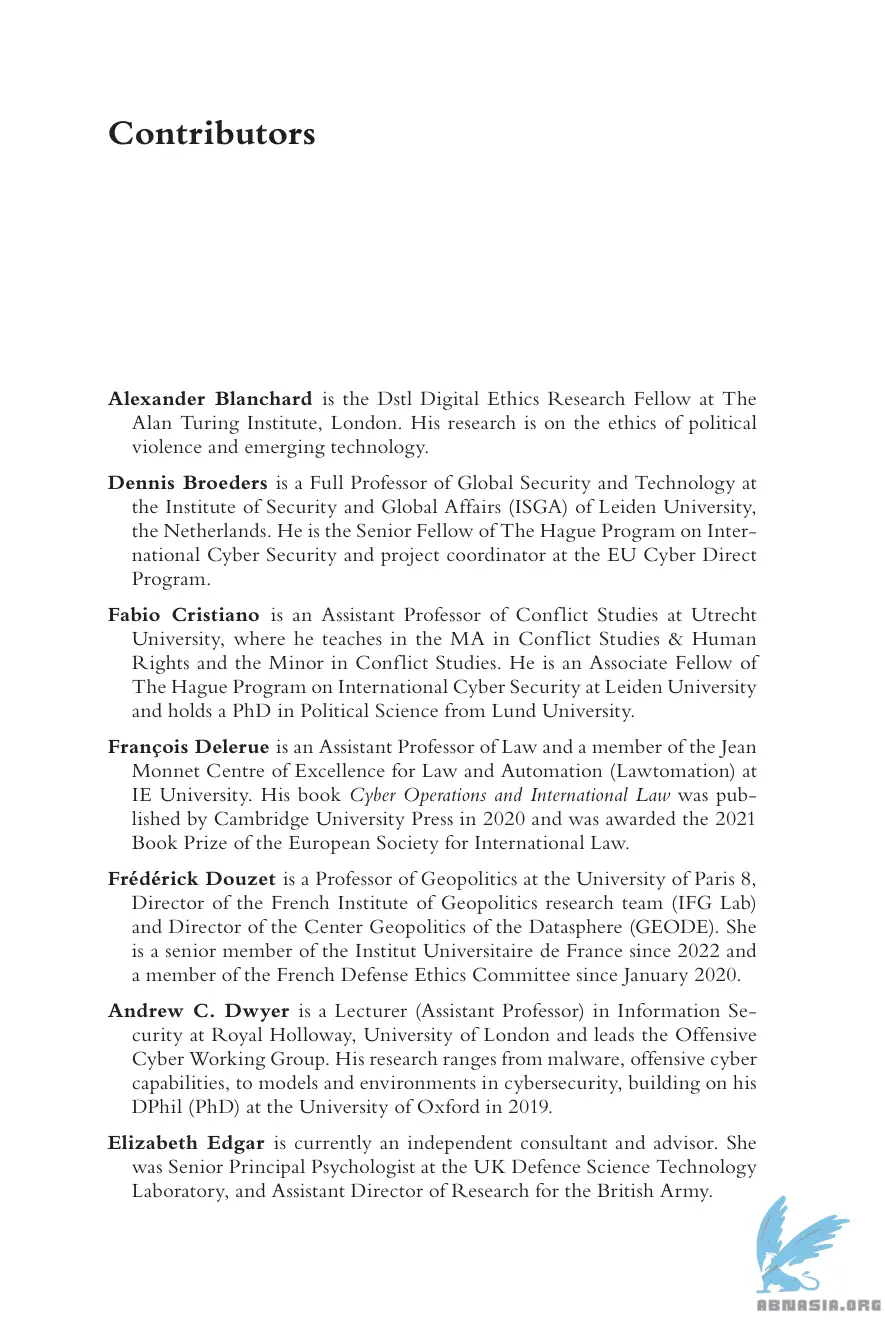 Contributors
Alexander Blanchard is the Dstl Digital Ethics Research Fellow at The
Alan Turing Institute, London. His research is on the ethics of political
violence and emerging technology.
Dennis Broeders is a Full Professor of Global Security and Technology at
the Institute of Security and Global Affairs (ISGA) of Leiden University,
the Netherlands. He is the Senior Fellow of The Hague Program on Inter-
national Cyber Security and project coordinator at the EU Cyber Direct
Program.
Fabio Cristiano is an Assistant Professor of Conflict Studies at Utrecht
University, where he teaches in the MA in Conflict Studies & Human
Rights and the Minor in Conflict Studies. He is an Associate Fellow of
The Hague Program on International Cyber Security at Leiden University
and holds a PhD in Political Science from Lund University.
François Delerue is an Assistant Professor of Law and a member of the Jean
Monnet Centre of Excellence for Law and Automation (Lawtomation) at
IE University. His book Cyber Operations and International Law was pub-
lished by Cambridge University Press in 2020 and was awarded the 2021
Book Prize of the European Society for International Law.
Frédérick Douzet is a Professor of Geopolitics at the University of Paris 8,
Director of the French Institute of Geopolitics research team (IFG Lab)
and Director of the Center Geopolitics of the Datasphere (GEODE). She
is a senior member of the Institut Universitaire de France since 2022 and
a member of the French Defense Ethics Committee since January 2020.
Andrew C. Dwyer is a Lecturer (Assistant Professor) in Information Se-
curity at Royal Holloway, University of London and leads the Offensive
Cyber Working Group. His research ranges from malware, offensive cyber
capabilities, to models and environments in cybersecurity, building on his
DPhil (PhD) at the University of Oxford in 2019.
Elizabeth Edgar is currently an independent consultant and advisor. She
was Senior Principal Psychologist at the UK Defence Science Technology
Laboratory, and Assistant Director of Research for the British Army.
ABNASIA.ORG